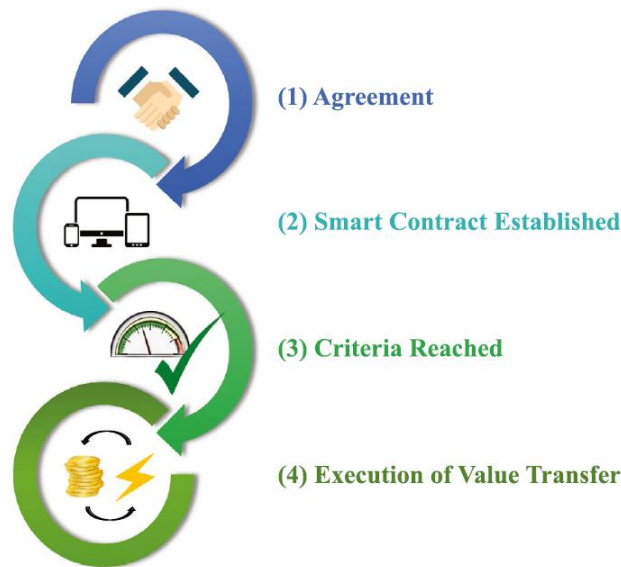 (1) Agreement
(2) Smart Contract Established
(3) Criteria Reached
(4) Execution of Value Transfer